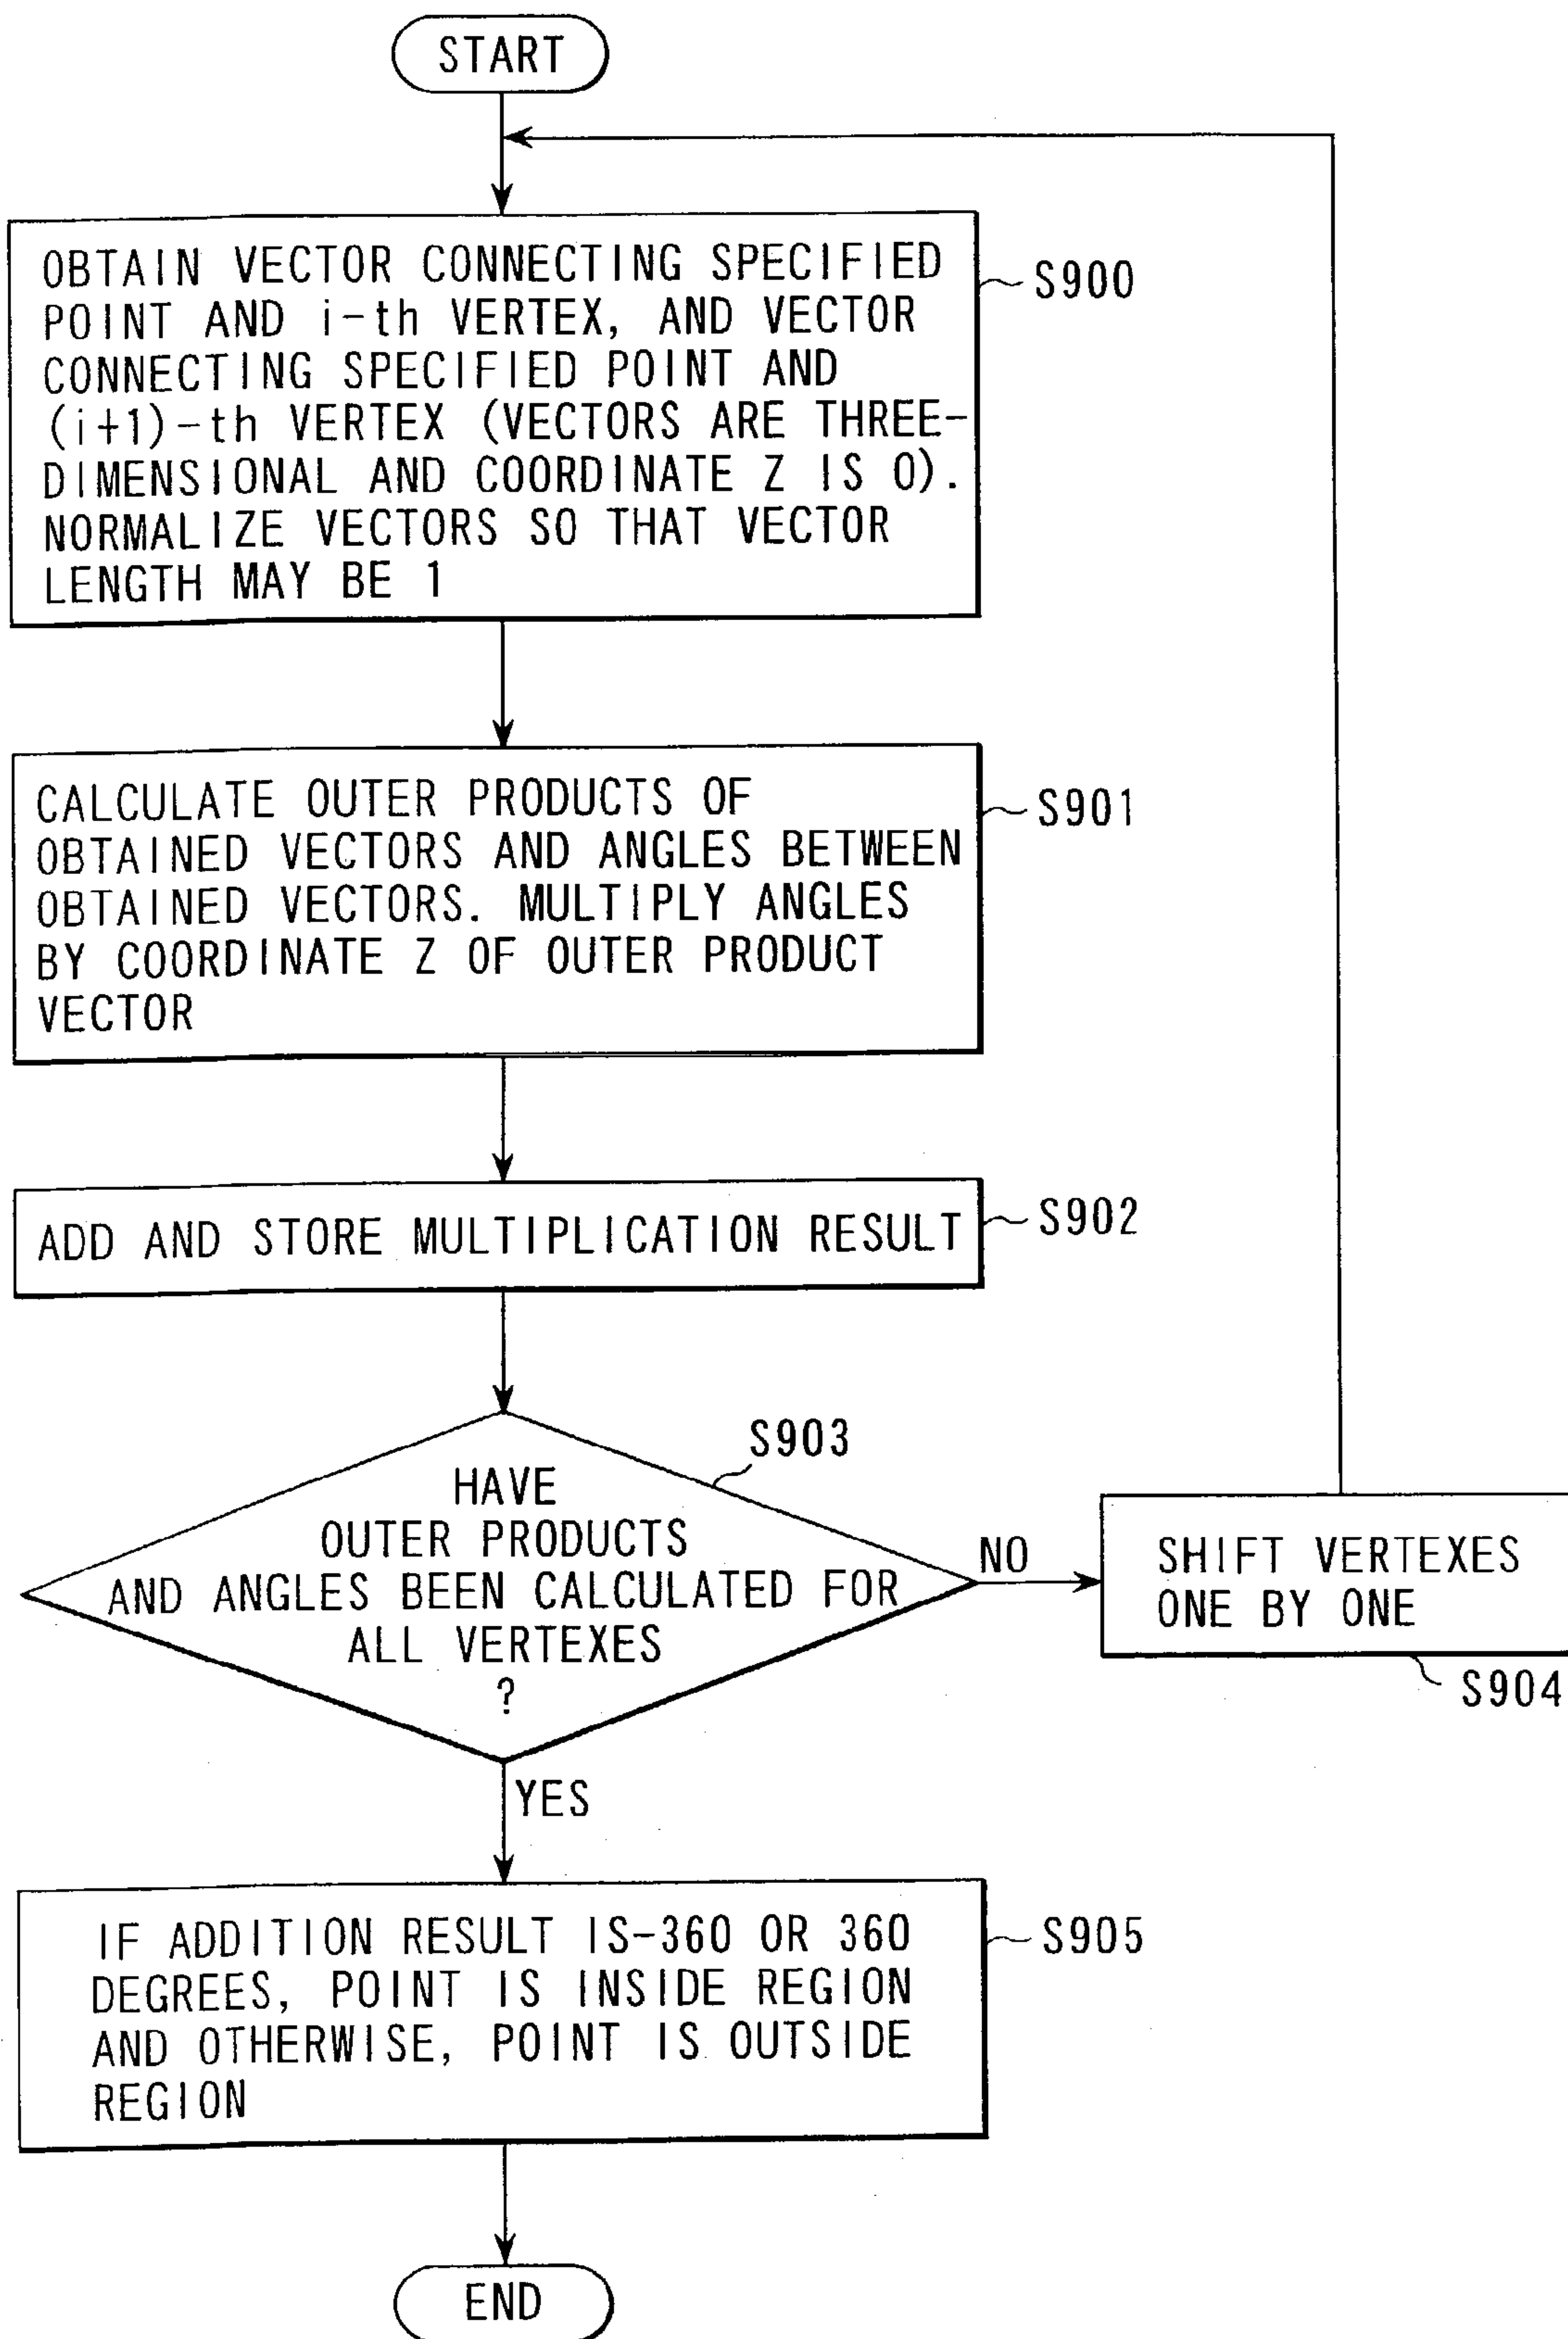 START
OBTAIN VECTOR CONNECTING SPECIFIED
POINT AND i-th VERTEX, AND VECTOR
CONNECTING SPECIFIED POINT AND
(i+1)-th VERTEX (VECTORS ARE THREE-
DIMENSIONAL AND COORDINATE Z IS 0).
NORMALIZE VECTORS SO THAT VECTOR
LENGTH MAY BE 1
S900
CALCULATE OUTER PRODUCTS OF
OBTAINED VECTORS AND ANGLES BETWEEN
OBTAINED VECTORS. MULTIPLY ANGLES
BY COORDINATE Z OF OUTER PRODUCT
VECTOR
S901
ADD AND STORE MULTIPLICATION RESULT
S902
S903
HAVE
OUTER PRODUCTS
AND ANGLES BEEN CALCULATED FOR
ALL VERTEXES
?
NO
SHIFT VERTEXES
ONE BY ONE
S904
YES
IF ADDITION RESULT IS-360 OR 360
DEGREES, POINT IS INSIDE REGION
AND OTHERWISE, POINT IS OUTSIDE
REGION
S905
END